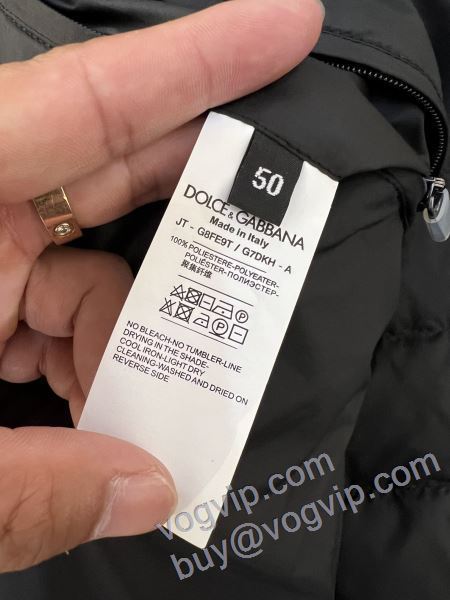 50
DOLCE & GABBANA
Made in Italy
JT - G8FE9T / G7DKH - A
100% POLIESTERE-POLYEATER-
POLIÉSTER-ПОЛИЭСТЕР-
聚集纤维
NO BLEACH-NO TUMBLER-LINE
DRYING IN THE SHADE-
COOL IRON-LIGHT DRY
CLEANING-WASHED AND DRIED ON
REVERSE SIDE
vogvip.com
buy@vogvip.com